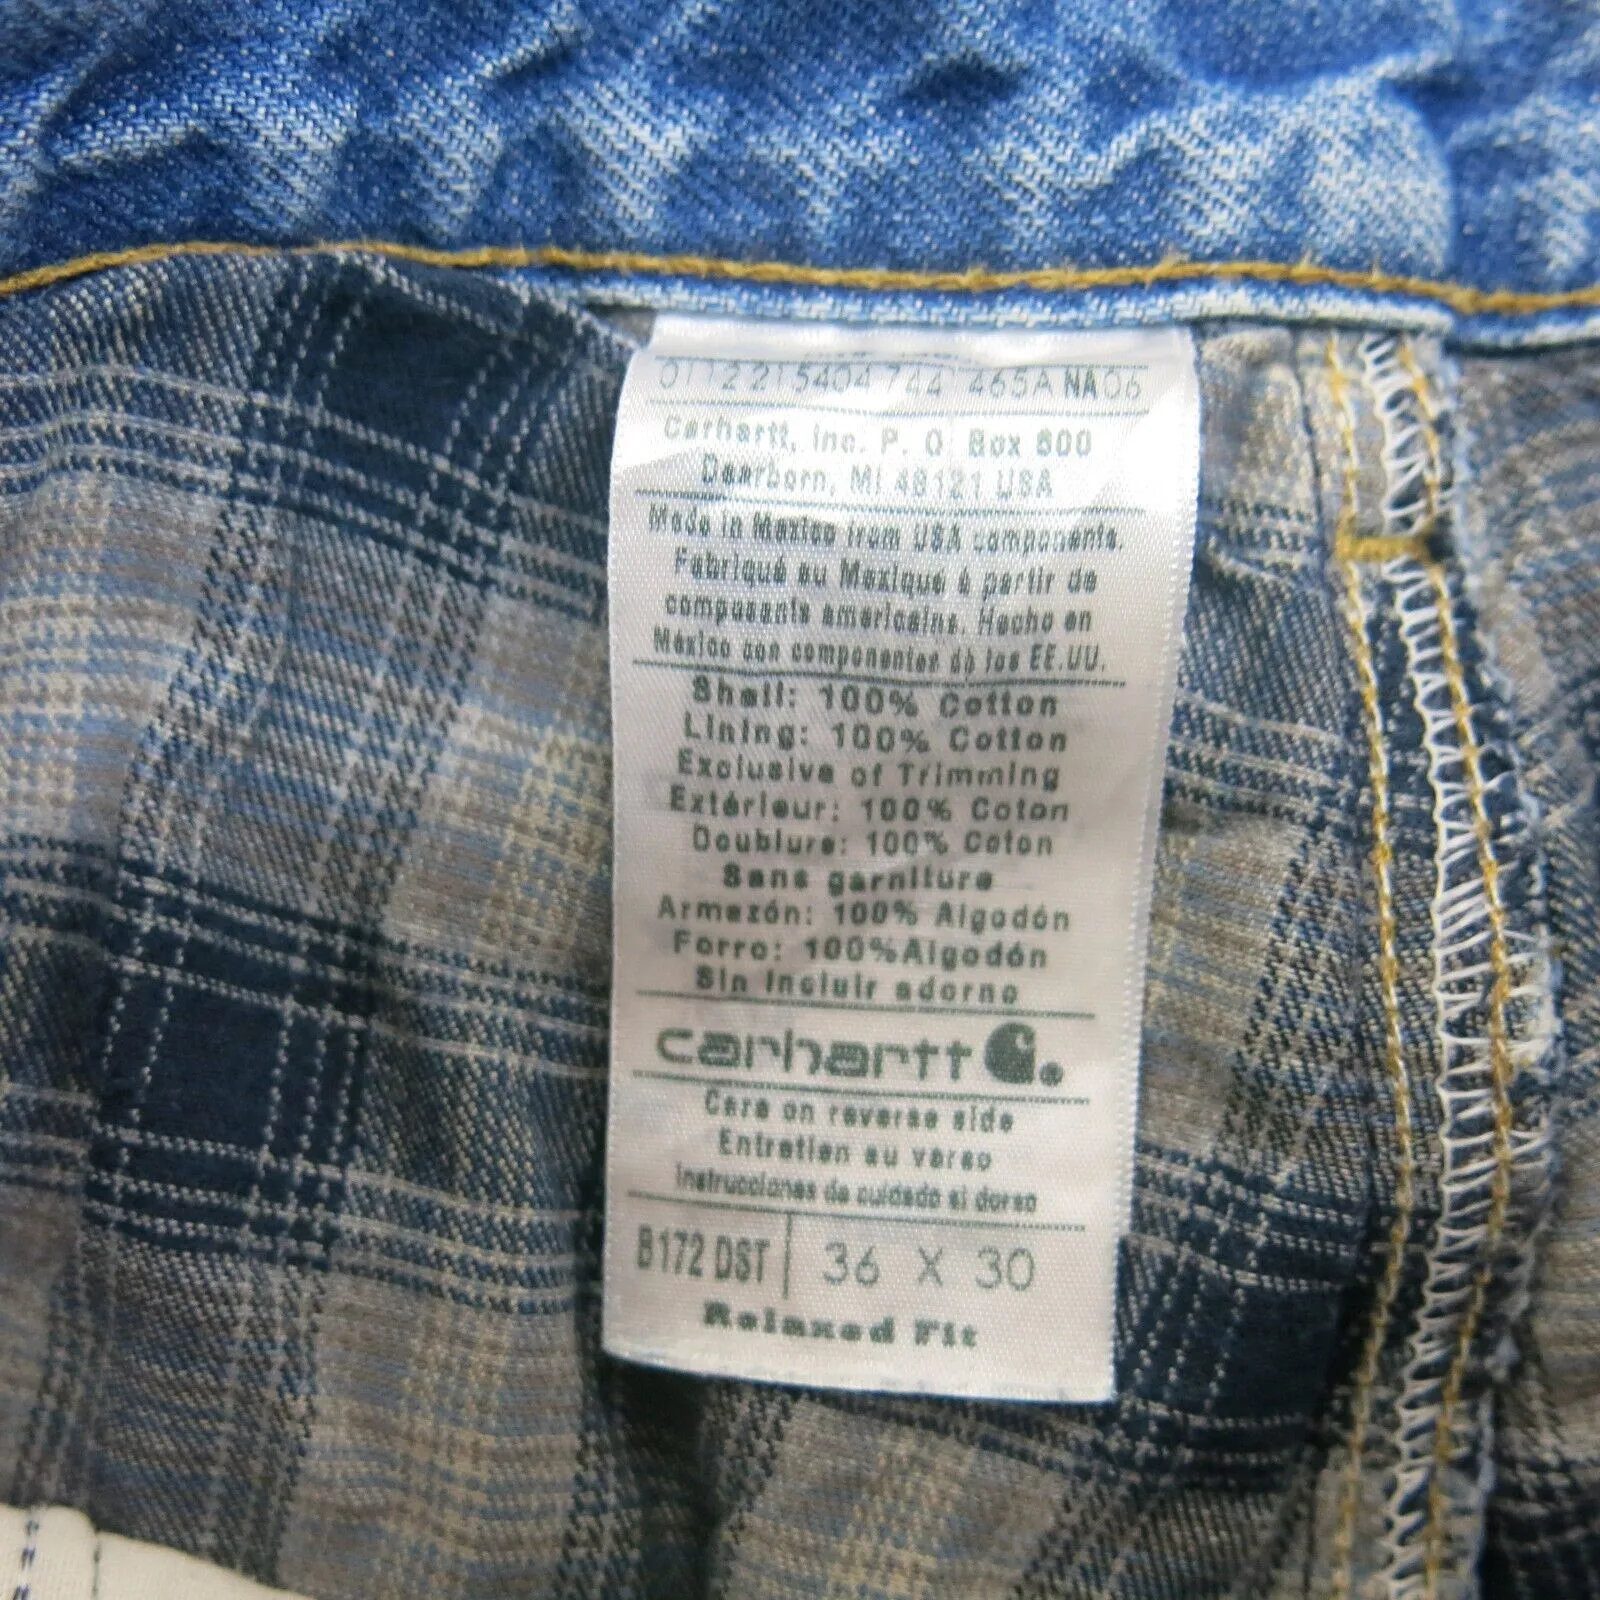 01122 215404 744 465A NA06
Carhartt, Inc. P. O. Box 600
Dearborn, MI 48121 USA
Made in Mexico from USA components.
Fabriqué au Mexique à partir de
composants américains. Hecho en
México con componentes de los EE.UU.
Shell: 100% Cotton
Lining: 100% Cotton
Exclusive of Trimming
Extérieur: 100% Coton
Doublure: 100% Coton
Sans garniture
Armazón: 100% Algodón
Forro: 100% Algodón
Sin incluir adorno
carhartt
Care on reverse side
Entretien au verso
Instrucciones de cuidado al dorso
B172 DST 36 X 30
Relaxed Fit